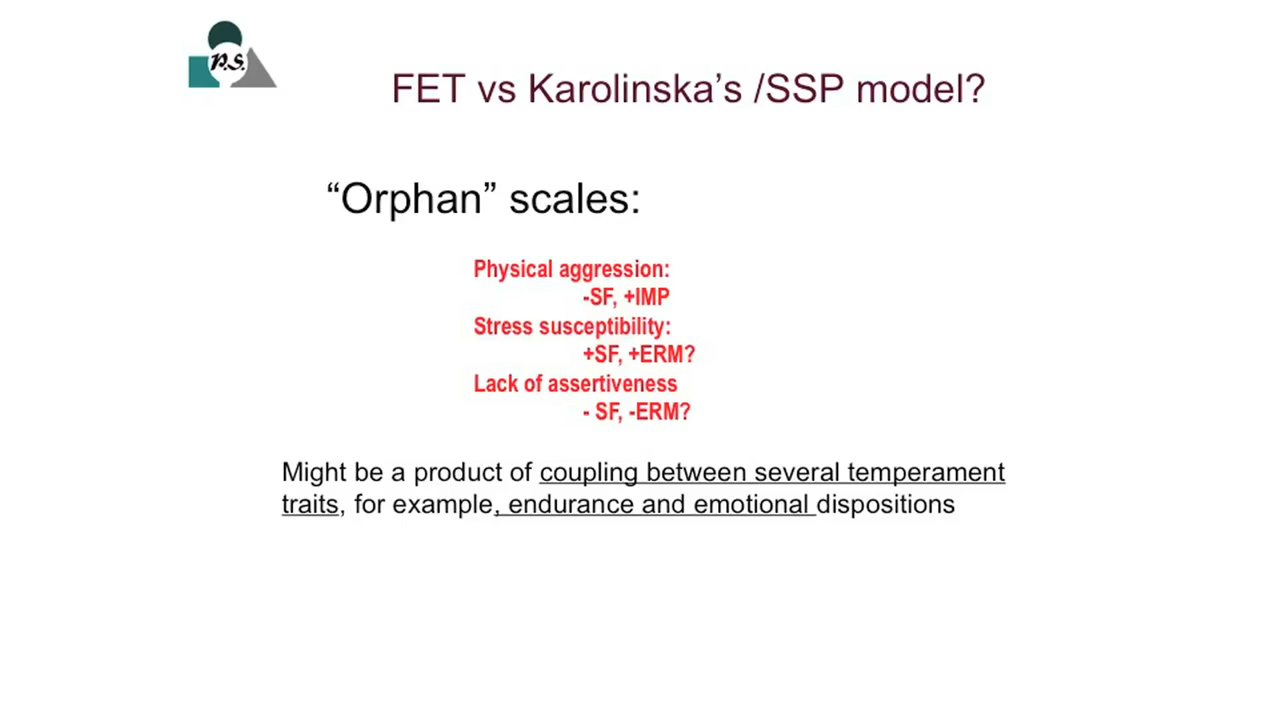 P.S.
FET vs Karolinska’s /SSP model?
“Orphan” scales:
Physical aggression:
-SF, +IMP
Stress susceptibility:
+SF, +ERM?
Lack of assertiveness
- SF, -ERM?
Might be a product of coupling between several temperament
traits, for example, endurance and emotional dispositions